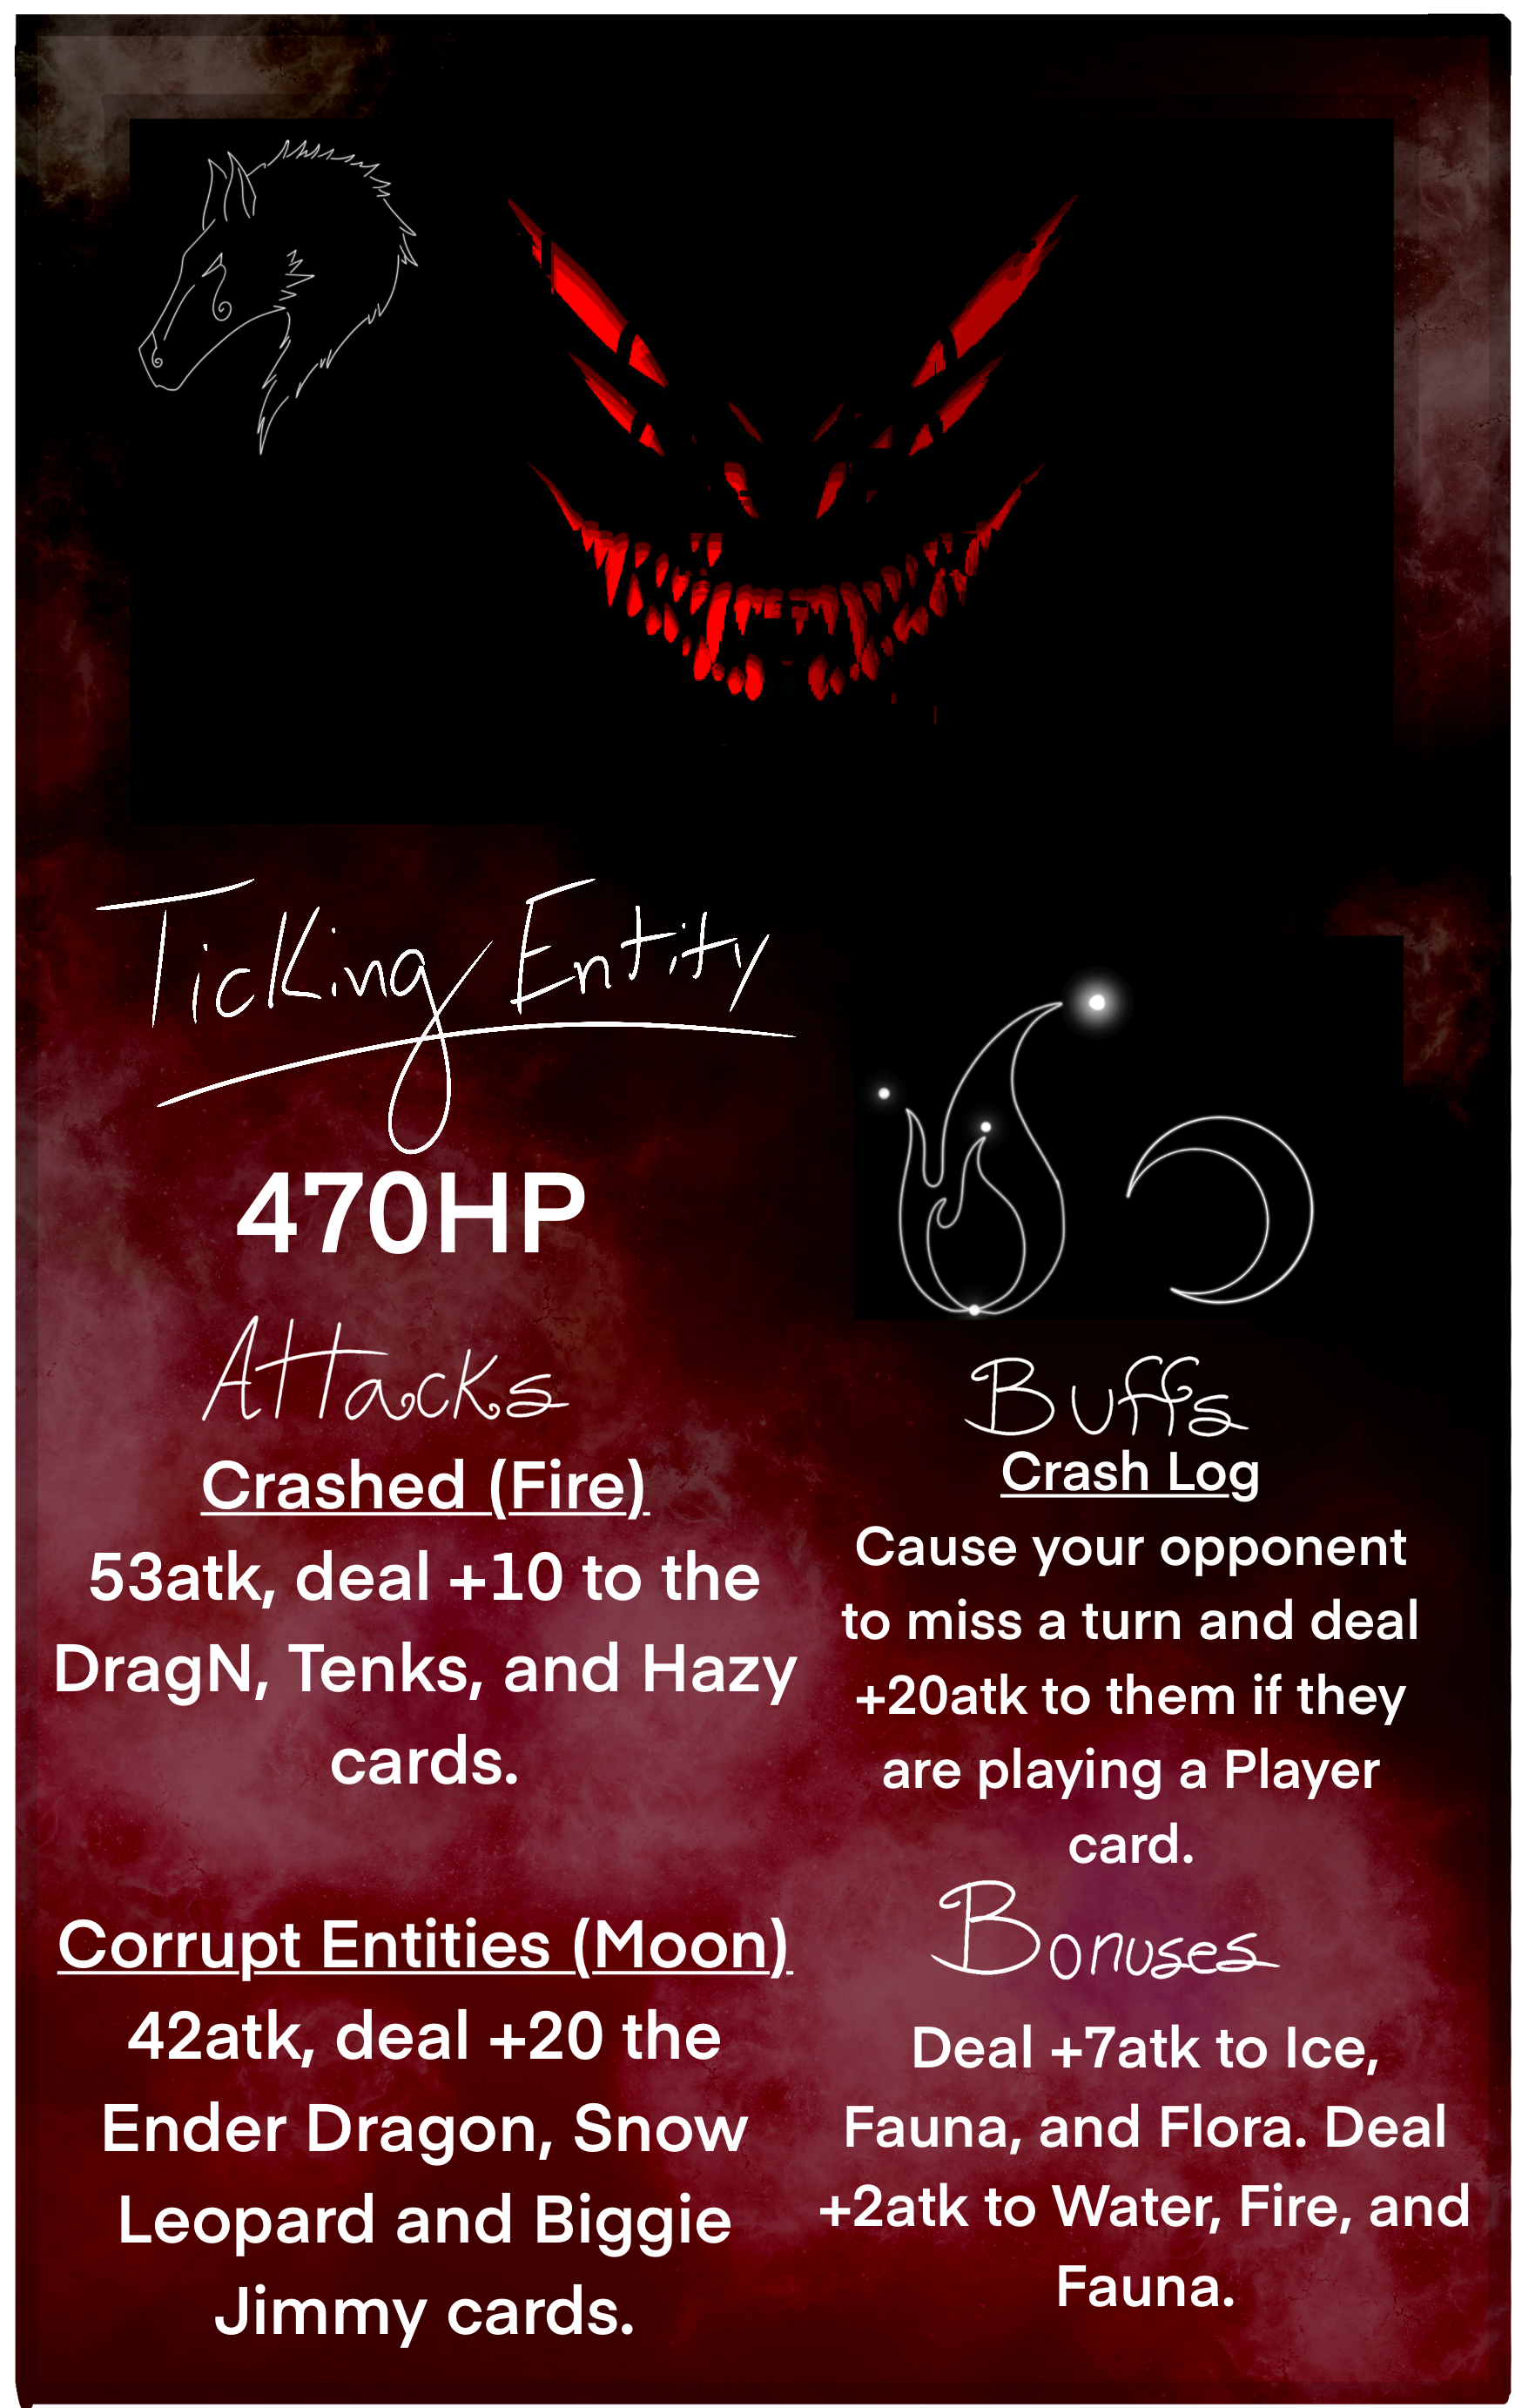 Ticking Entity
470HP
Attacks
Crashed (Fire)
53atk, deal +10 to the
DragN, Tenks, and Hazy
cards.
Corrupt Entities (Moon)
42atk, deal +20 the
Ender Dragon, Snow
Leopard and Biggie
Jimmy cards.
Buffs
Crash Log
Cause your opponent
to miss a turn and deal
+20atk to them if they
are playing a Player
card.
Bonuses
Deal +7atk to Ice,
Fauna, and Flora. Deal
+2atk to Water, Fire, and
Fauna.